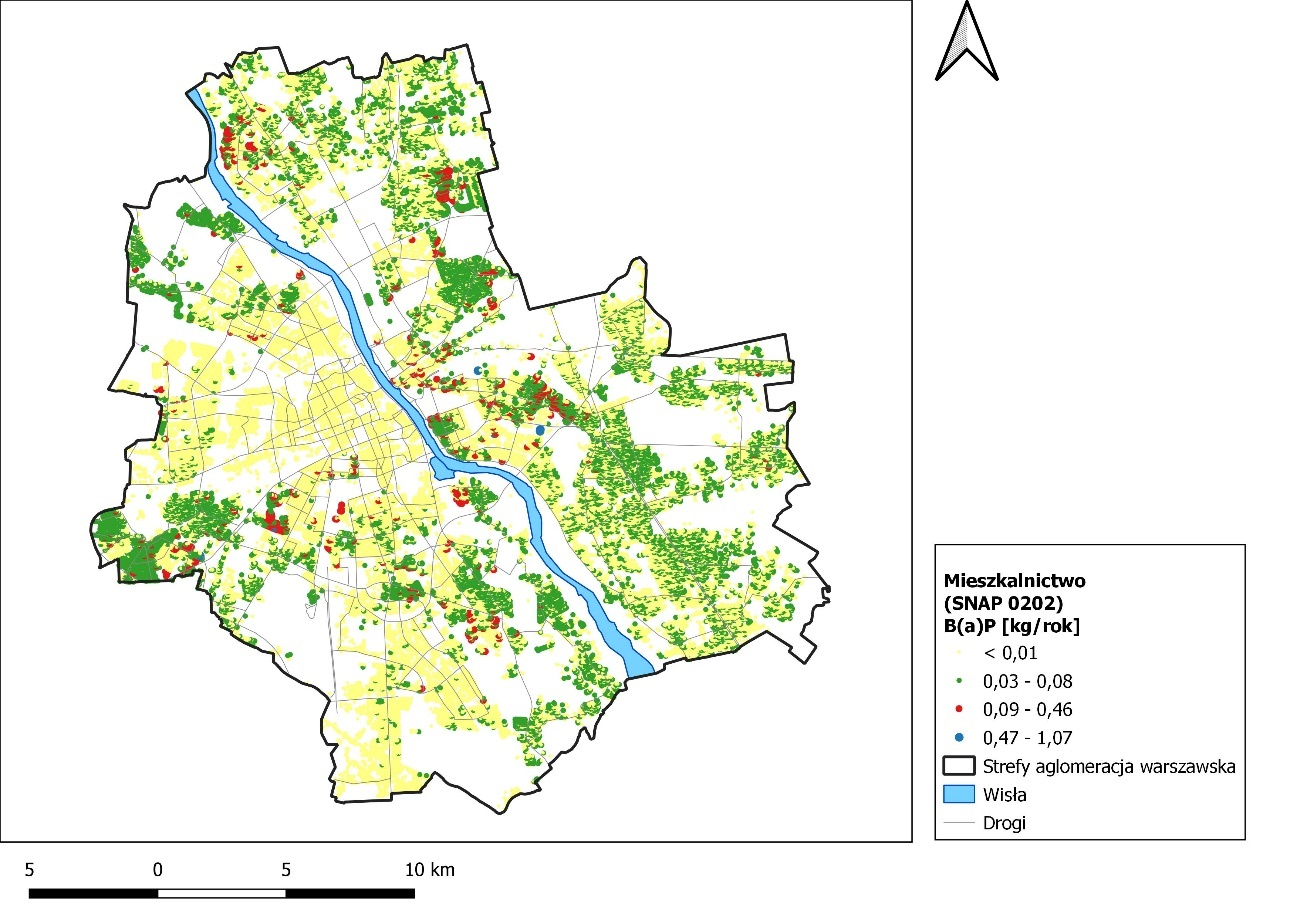 Mieszkalnictwo
(SNAP 0202)
B(a)P [kg/rok]
< 0,01
0,03 - 0,08
0,09 - 0,46
0,47 - 1,07
Strefy aglomeracja warszawska
Wisła
Drogi
5 0 5 10 km